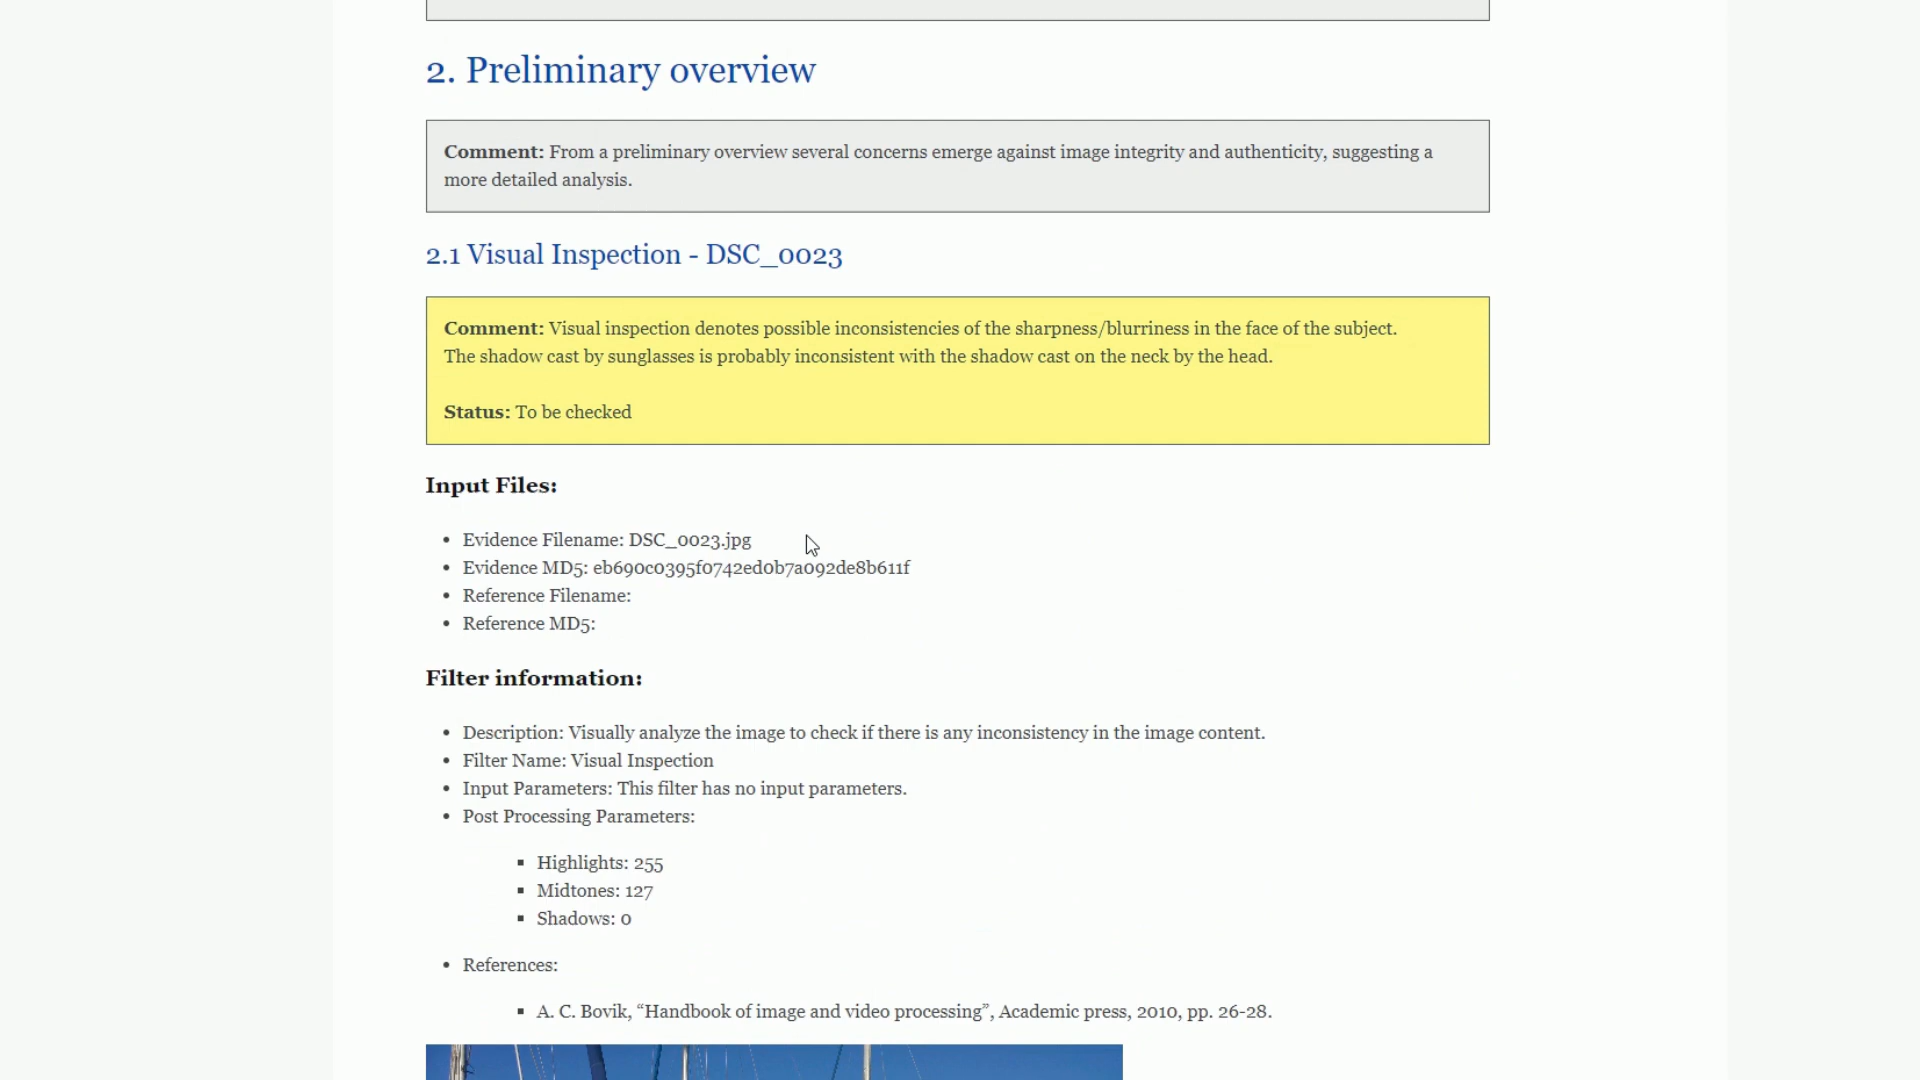 2. Preliminary overview
Comment: From a preliminary overview several concerns emerge against image integrity and authenticity, suggesting a
more detailed analysis.
2.1 Visual Inspection - DSC_0023
Comment: Visual inspection denotes possible inconsistencies of the sharpness/blurriness in the face of the subject.
The shadow cast by sunglasses is probably inconsistent with the shadow cast on the neck by the head.
Status: To be checked
Input Files:
• Evidence Filename: DSC_0023.jpg
• Evidence MD5: eb690c0395f0742ed0b7a092de8b611f
• Reference Filename:
• Reference MD5:
Filter information:
• Description: Visually analyze the image to check if there is any inconsistency in the image content.
• Filter Name: Visual Inspection
• Input Parameters: This filter has no input parameters.
• Post Processing Parameters:
▪ Highlights: 255
▪ Midtones: 127
▪ Shadows: 0
• References:
▪ A. C. Bovik, “Handbook of image and video processing”, Academic press, 2010, pp. 26-28.